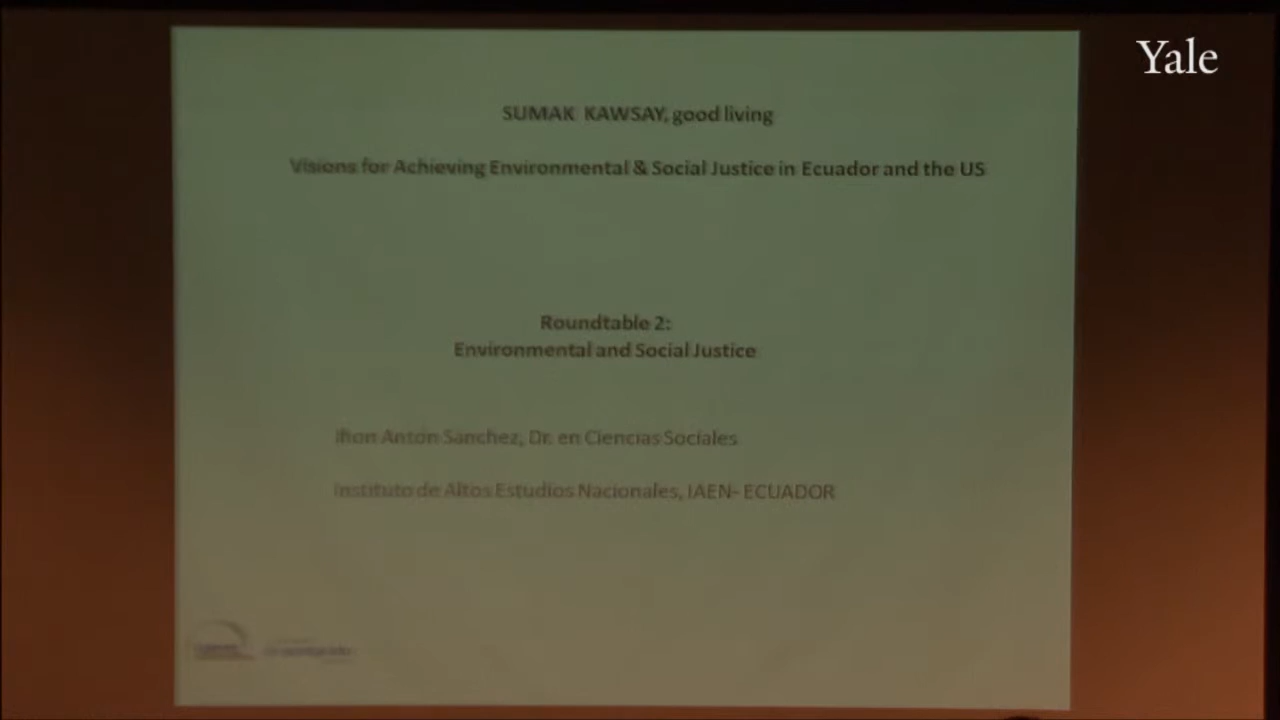 Yale
SUMAK KAWSAY, good living
Visions for Achieving Environmental & Social Justice in Ecuador and the US
Roundtable 2:
Environmental and Social Justice
Jhon Antón Sanchez, Dr. en Ciencias Sociales
Instituto de Altos Estudios Nacionales, IAEN- ECUADOR